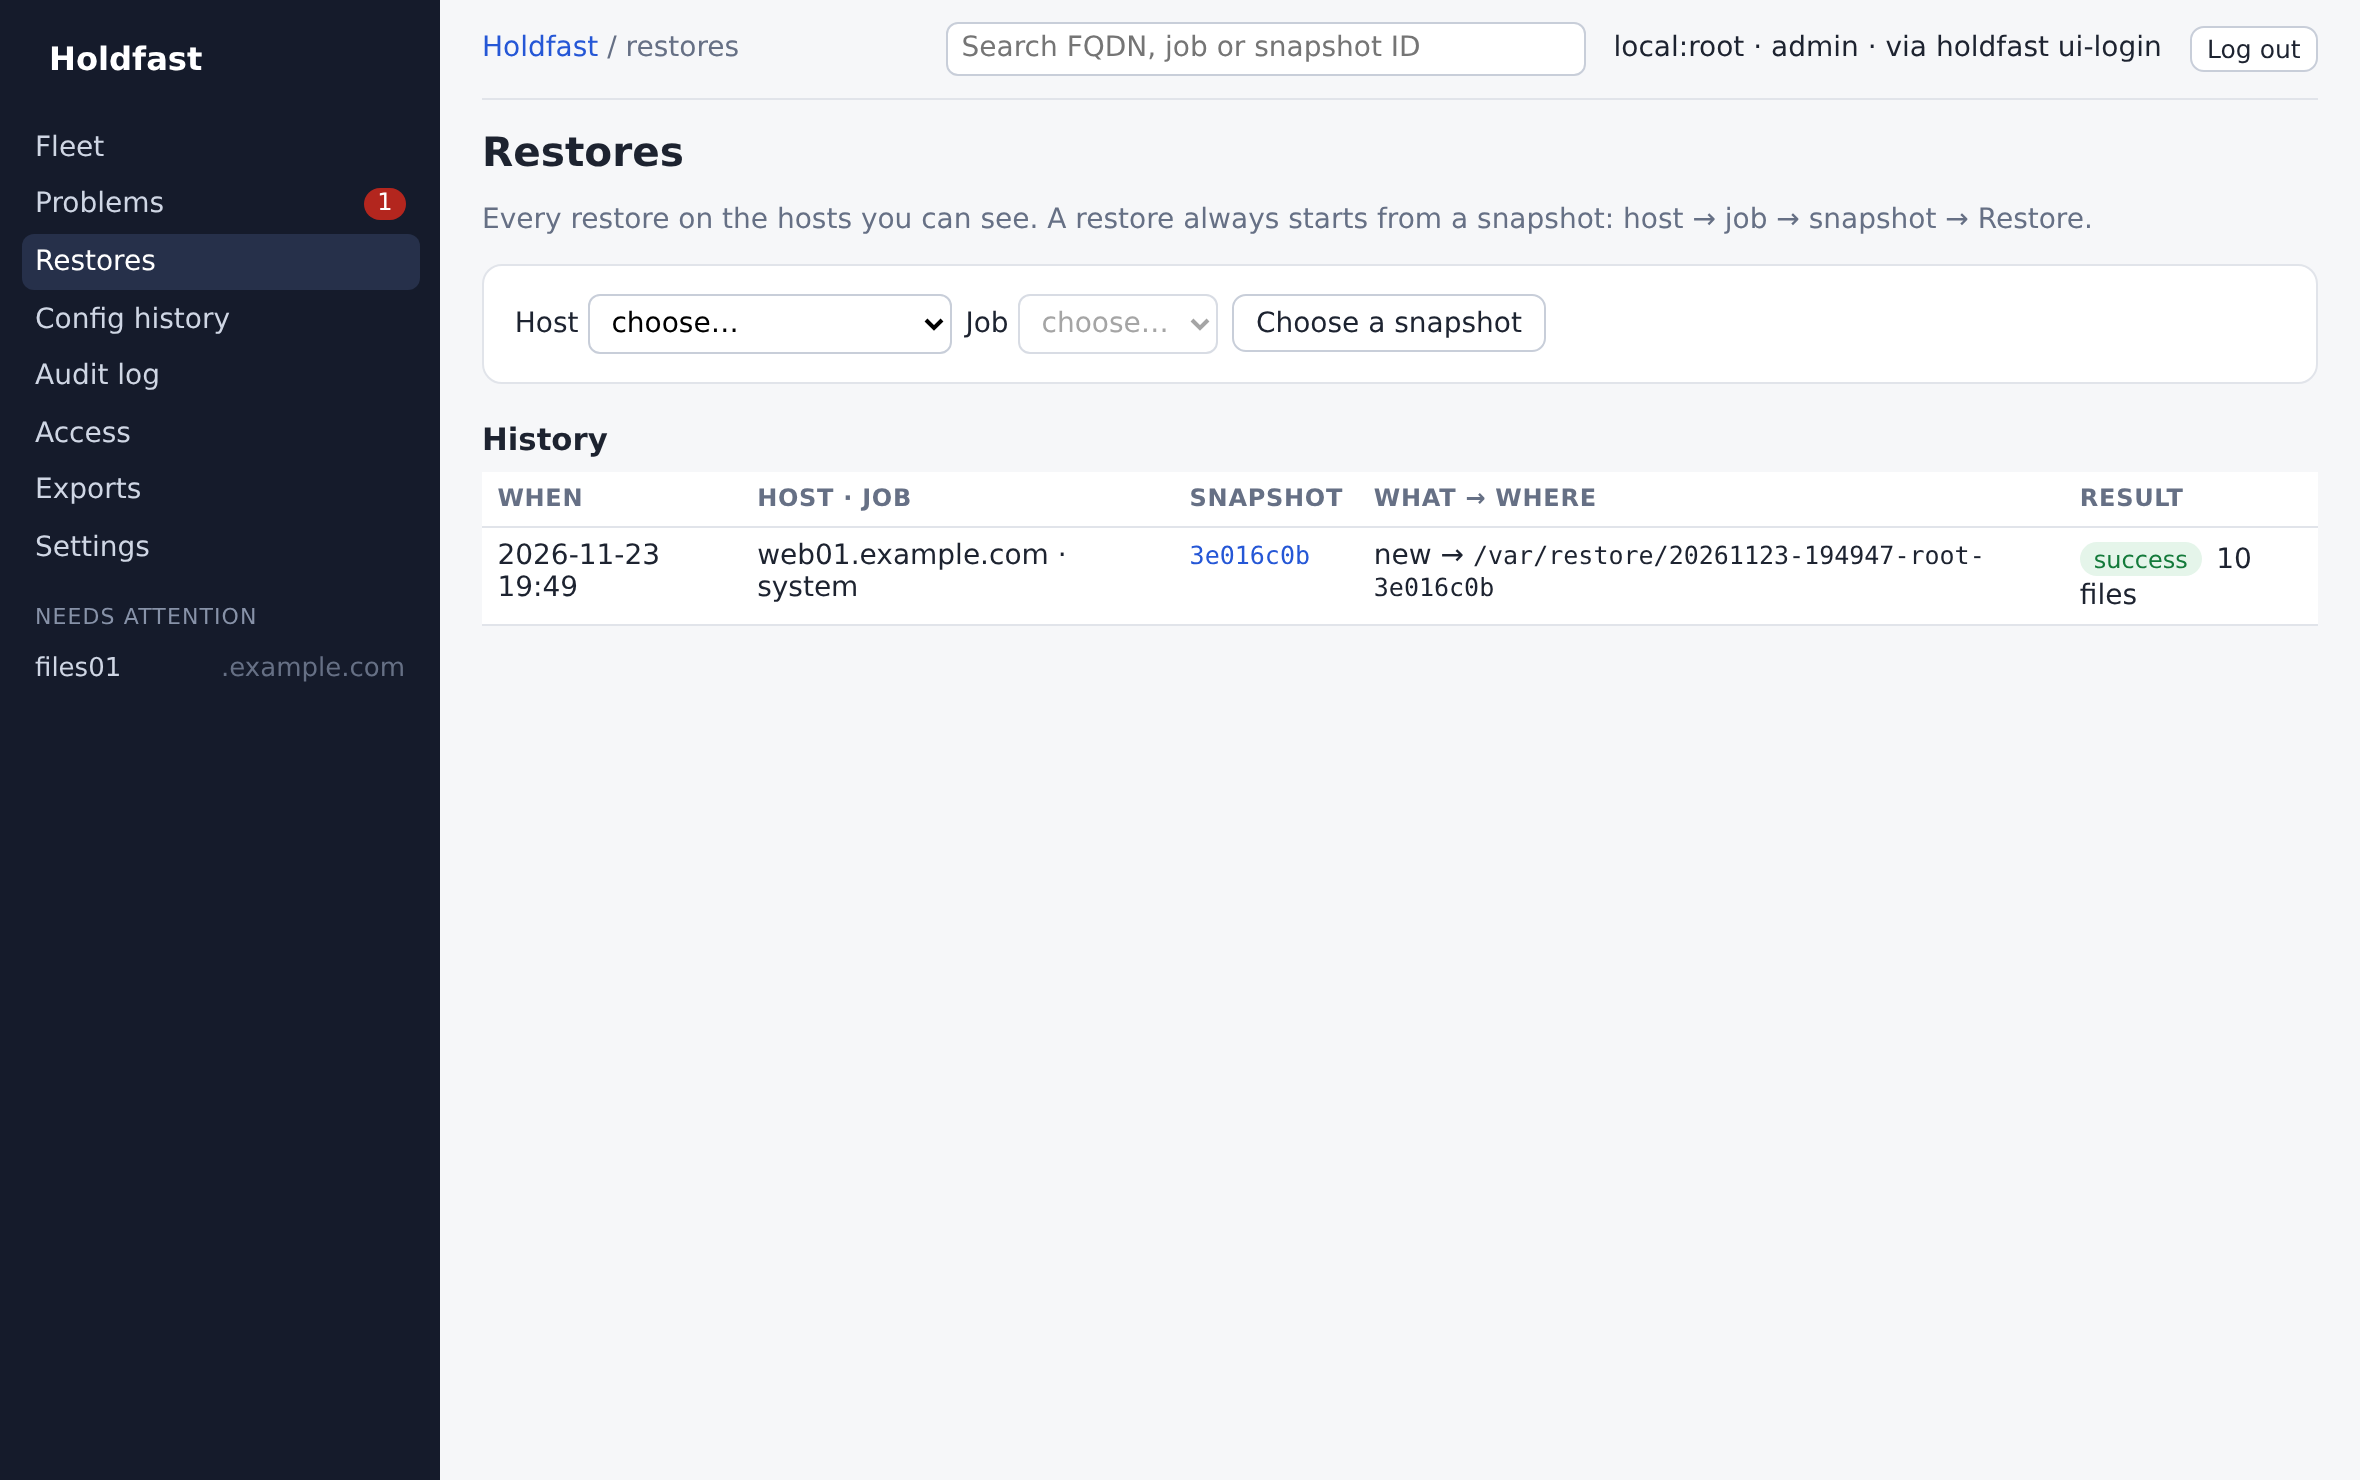 Holdfast
Fleet
Problems 1
Restores
Config history
Audit log
Access
Exports
Settings
NEEDS ATTENTION
files01 .example.com
Holdfast / restores
Search FQDN, job or snapshot ID
local:root · admin · via holdfast ui-login
Log out
Restores
Every restore on the hosts you can see. A restore always starts from a snapshot: host → job → snapshot → Restore.
Host choose... Job choose... Choose a snapshot
History
WHEN HOST · JOB SNAPSHOT WHAT → WHERE RESULT
2026-11-23 web01.example.com · 3e016c0b new → /var/restore/20261123-194947-root- success 10
19:49 system 3e016c0b files